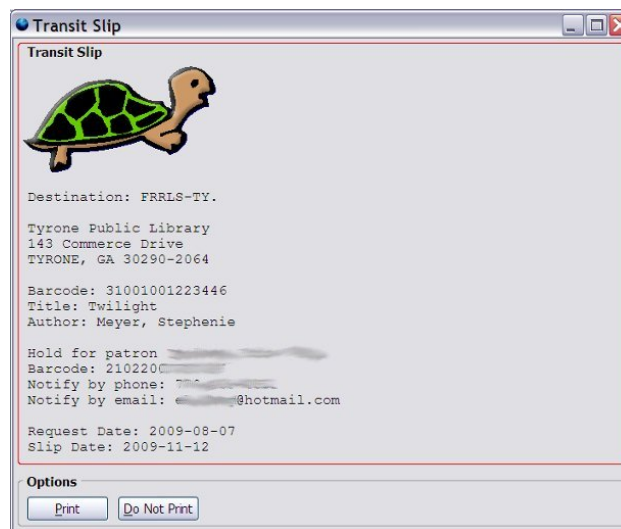 Transit Slip
Transit Slip
Destination: FRRLS-TY.
Tyrone Public Library
143 Commerce Drive
TYRONE, GA 30290-2064
Barcode: 31001001223446
Title: Twilight
Author: Meyer, Stephenie
Hold for patron
Barcode: 210220
Notify by phone:
Notify by email: @hotmail.com
Request Date: 2009-08-07
Slip Date: 2009-11-12
Options
Print Do Not Print